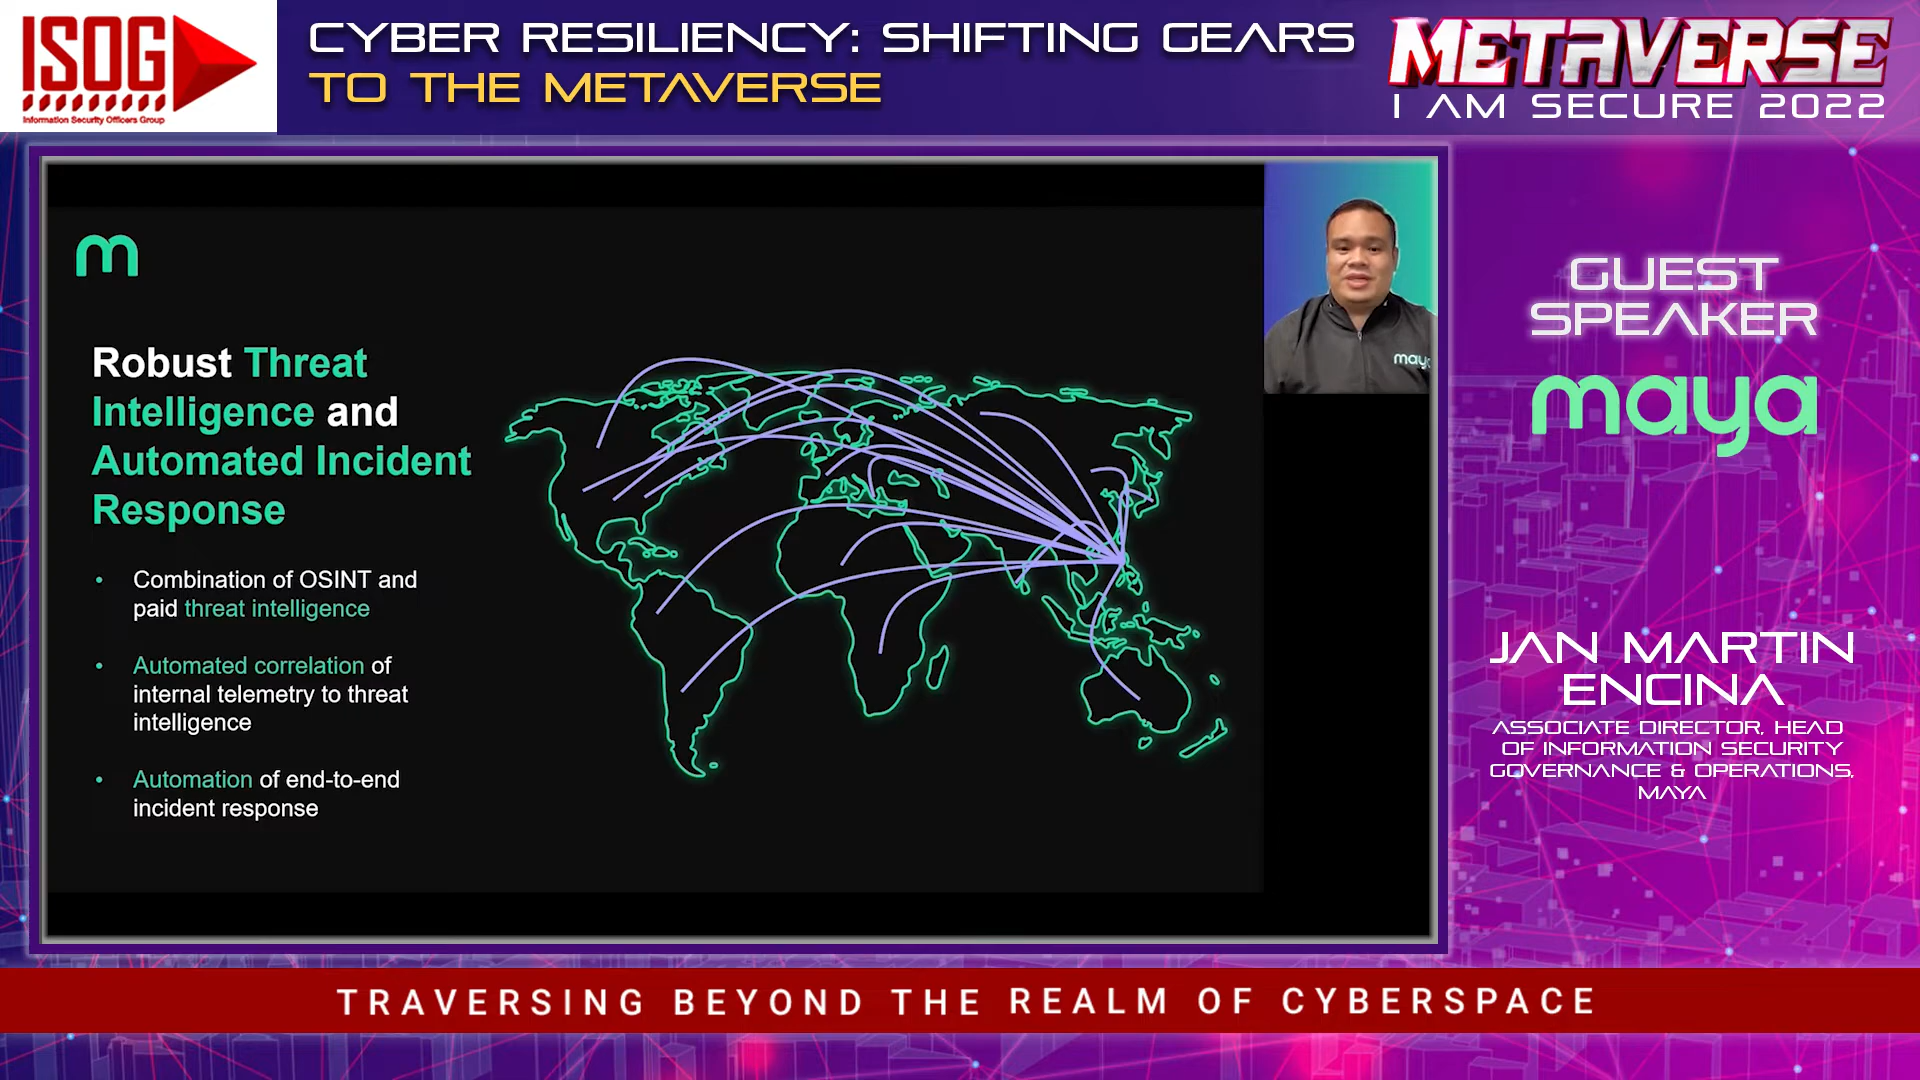 ISOG
Information Security Officers Group
CYBER RESILIENCY: SHIFTING GEARS
TO THE METAVERSE
METAVERSE
I AM SECURE 2022
m
Robust Threat
Intelligence and
Automated Incident
Response
• Combination of OSINT and
paid threat intelligence
• Automated correlation of
internal telemetry to threat
intelligence
• Automation of end-to-end
incident response
maya
GUEST
SPEAKER
maya
JAN MARTIN
ENCINA
ASSOCIATE DIRECTOR, HEAD
OF INFORMATION SECURITY
GOVERNANCE & OPERATIONS,
MAYA
TRAVERSING BEYOND THE REALM OF CYBERSPACE